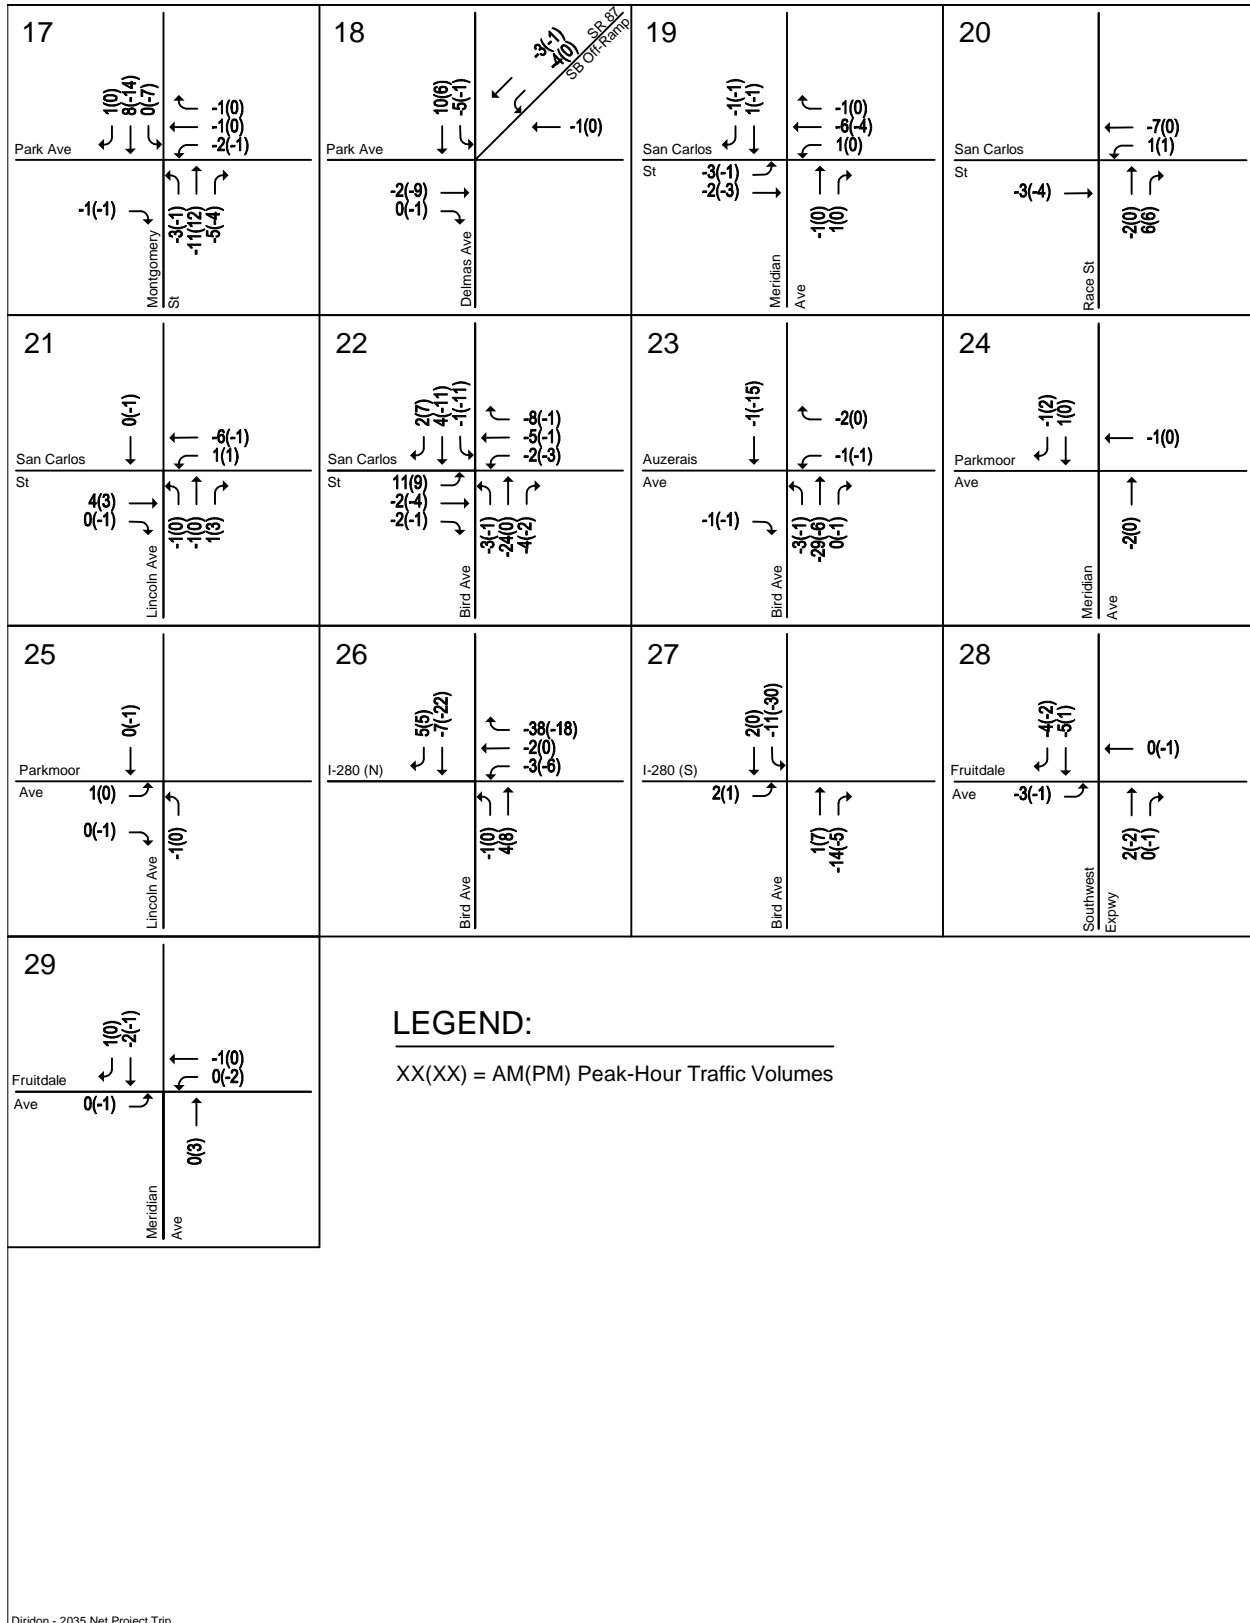 17
1(0)
8(-14)
0(-7)
-1(0)
-1(0)
-2(-1)
Park Ave
-1(-1)
-3(-1)
-11(12)
-5(-4)
Montgomery
St
18
10(6)
-5(-1)
-3(-1)
-4(0)
SR 87
SB Off-Ramp
-1(0)
Park Ave
-2(-9)
0(-1)
Delmas Ave
19
-1(-1)
1(-1)
-1(0)
-6(-4)
1(0)
San Carlos
St
-3(-1)
-2(-3)
-1(0)
1(0)
Meridian
Ave
20
-7(0)
1(1)
San Carlos
St
-3(-4)
-2(0)
6(6)
Race St
21
0(-1)
-6(-1)
1(1)
San Carlos
St
4(3)
0(-1)
-1(0)
-1(0)
1(3)
Lincoln Ave
22
2(7)
4(-11)
-1(-11)
-8(-1)
-5(-1)
-2(-3)
San Carlos
St
11(9)
-2(-4)
-2(-1)
-3(-1)
-24(0)
-4(-2)
Bird Ave
23
-1(-15)
-2(0)
-1(-1)
Auzerais
Ave
-1(-1)
-3(-1)
-29(-6)
0(-1)
Bird Ave
24
-1(2)
1(0)
-1(0)
Parkmoor
Ave
-2(0)
Meridian
Ave
25
0(-1)
Parkmoor
Ave
1(0)
0(-1)
-1(0)
Lincoln Ave
26
5(5)
-7(-22)
-38(-18)
-2(0)
-3(-6)
I-280 (N)
-1(0)
4(8)
Bird Ave
27
2(0)
-11(-30)
I-280 (S)
2(1)
1(7)
-14(-5)
Bird Ave
28
-4(-2)
-5(1)
0(-1)
Fruitdale
Ave
-3(-1)
2(-2)
0(-1)
Southwest
Expwy
29
1(0)
-2(-1)
-1(0)
0(-2)
Fruitdale
Ave
0(-1)
0(3)
Meridian
Ave
LEGEND:
XX(XX) = AM(PM) Peak-Hour Traffic Volumes
Diridon - 2035 Net Project Trip